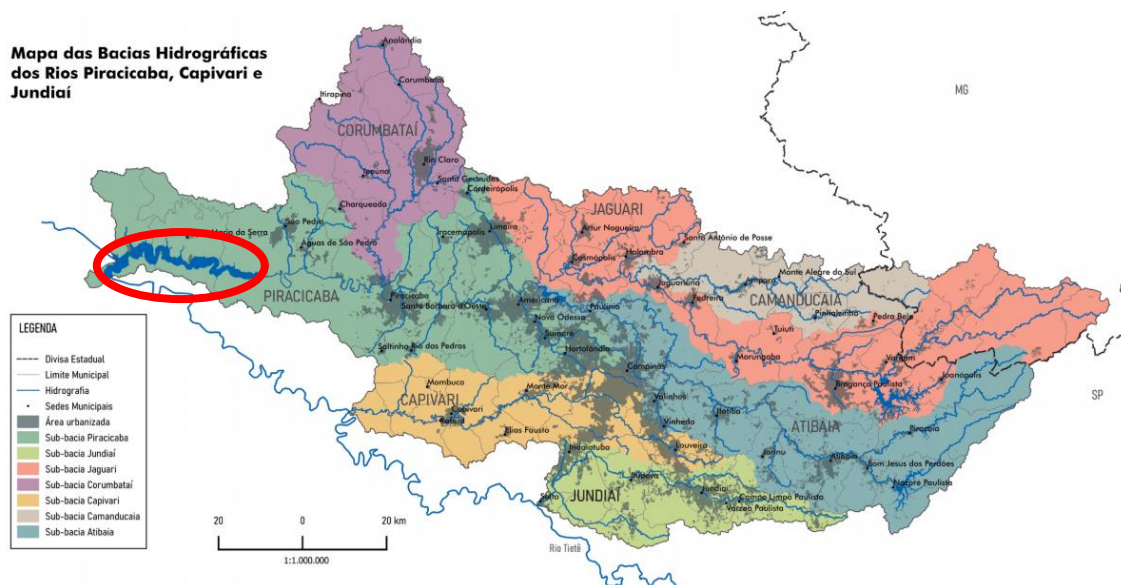 Mapa das Bacias Hidrográficas
dos Rios Piracicaba, Capivari e
Jundiaí
MG
Analândia
Corumbataí
Itirapina
CORUMBATAÍ
Rio Claro
Ipeúna
Santa Gertrudes
Cordeirópolis
Charqueada
JAGUARI
São Pedro
Maria da Serra
Artur Nogueira
Limeira
Iracemapolis
Santo Antônio de Posse
Águas de São Pedro
Cosmópolis
Holambra
Monte Alegre do Sul
Jaguariúna
Amparo
PIRACICABA
Piracicaba
Americana
Pedreira
CAMANDUCAIA
Santa Bárbara d'Oeste
Paulínia
Pinhalzinho
Nova Odessa
Pedra Bela
Tuiuti
Sumaré
Saltinho
Rio das Pedras
Hortolândia
Morungaba
Vargem
Campinas
Joanópolis
Mombuca
Monte Mor
Bragança Paulista
SP
CAPIVARI
Valinhos
Capivari
Itatiba
Rafard
Vinhedo
ATIBAIA
Piracaia
Elias Fausto
Louveira
Jarinu
Atibaia
Indaiatuba
Bom Jesus dos Perdões
Itupeva
Nazaré Paulista
JUNDIAÍ
Jundiaí
Salto
Campo Limpo Paulista
Várzea Paulista
Rio Tietê
LEGENDA
Divisa Estadual
Limite Municipal
Hidrografia
Sedes Municipais
Área urbanizada
Sub-bacia Piracicaba
Sub-bacia Jundiaí
Sub-bacia Jaguari
Sub-bacia Corumbataí
Sub-bacia Capivari
Sub-bacia Camanducaia
Sub-bacia Atibaia
20 0 20 km
1:1.000.000